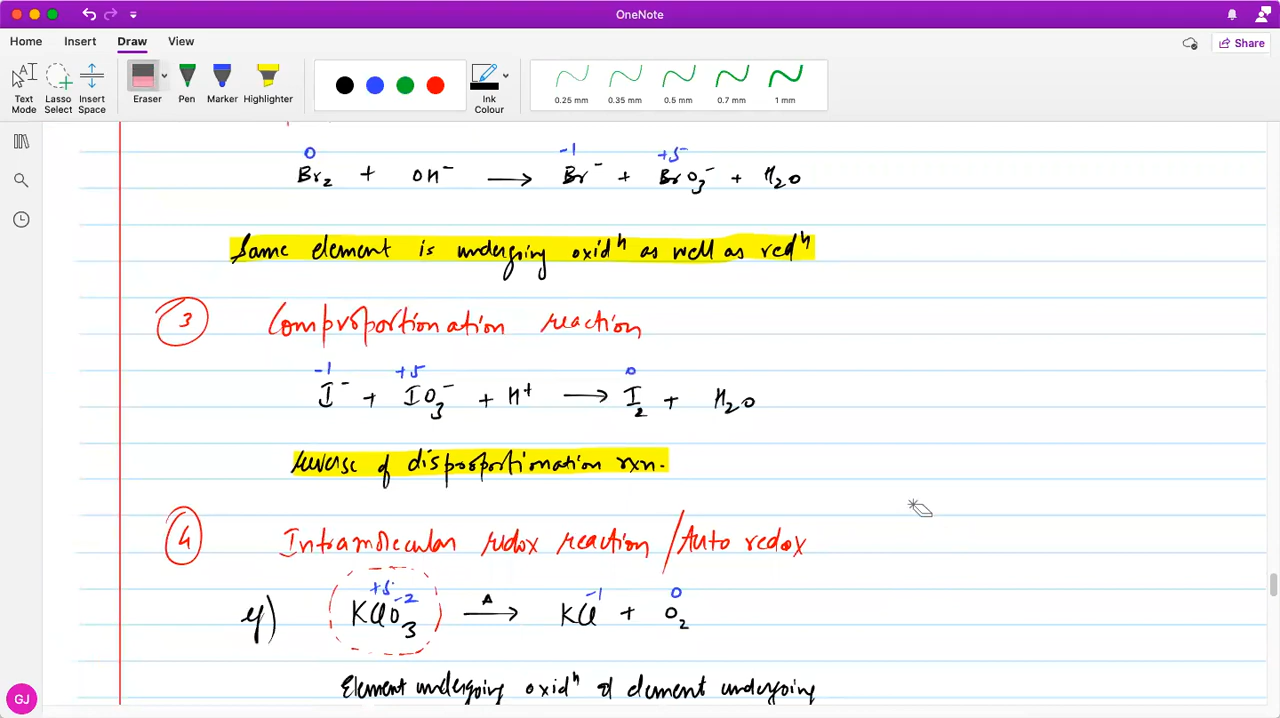 OneNote
Home Insert Draw View
Share
Text Mode
Lasso Select
Insert Space
Eraser
Pen
Marker
Highlighter
Ink Colour
0.25 mm 0.35 mm 0.5 mm 0.7 mm 1 mm
0 -1 +5
Br₂ + OH⁻ ⟶ Br⁻ + BrO₃⁻ + H₂O
Same element is undergoing oxidⁿ as well as redⁿ
3 Comproportionation reaction
-1 +5 0
I⁻ + IO₃⁻ + H⁺ ⟶ I₂ + H₂O
reverse of disproportionation rxn.
4 Intramolecular redox reaction / Auto redox
+5 -2 Δ -1 0
eg) KClO₃ ⟶ KCl + O₂
Element undergoing oxidⁿ & element undergoing
GJ